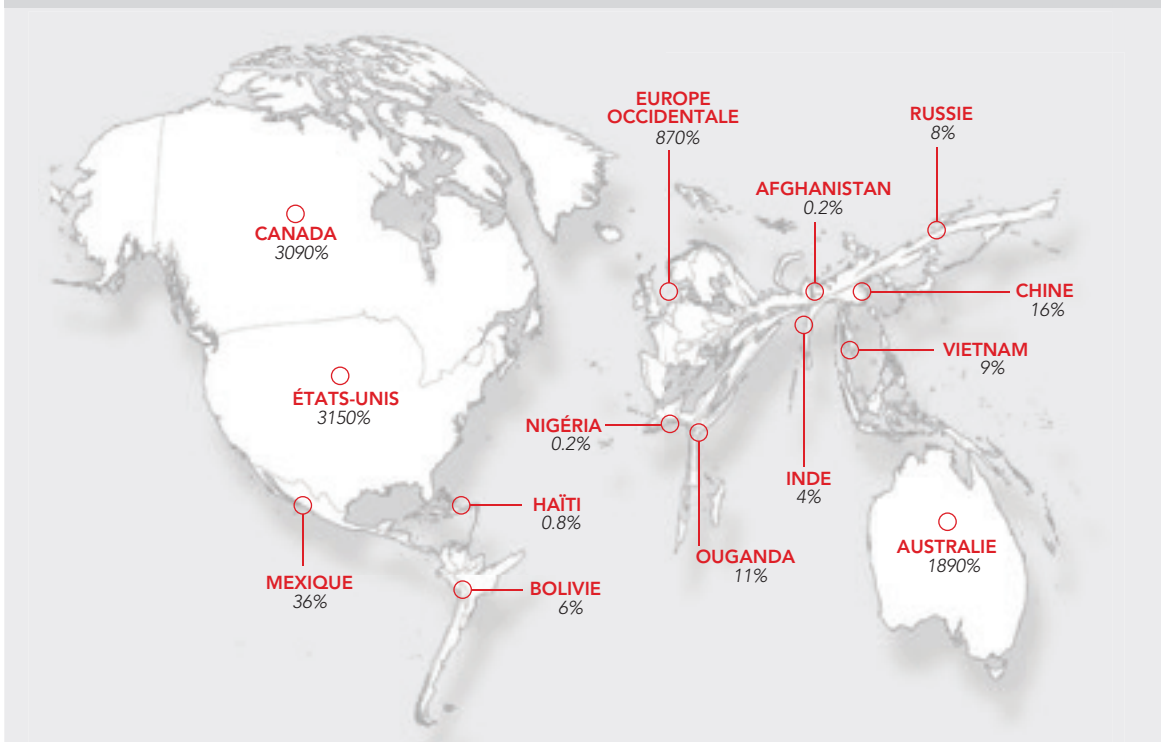 EUROPE
OCCIDENTALE
870%
RUSSIE
8%
AFGHANISTAN
0.2%
CANADA
3090%
CHINE
16%
VIETNAM
9%
ÉTATS-UNIS
3150%
NIGÉRIA
0.2%
INDE
4%
HAÏTI
0.8%
AUSTRALIE
1890%
OUGANDA
11%
MEXIQUE
36%
BOLIVIE
6%